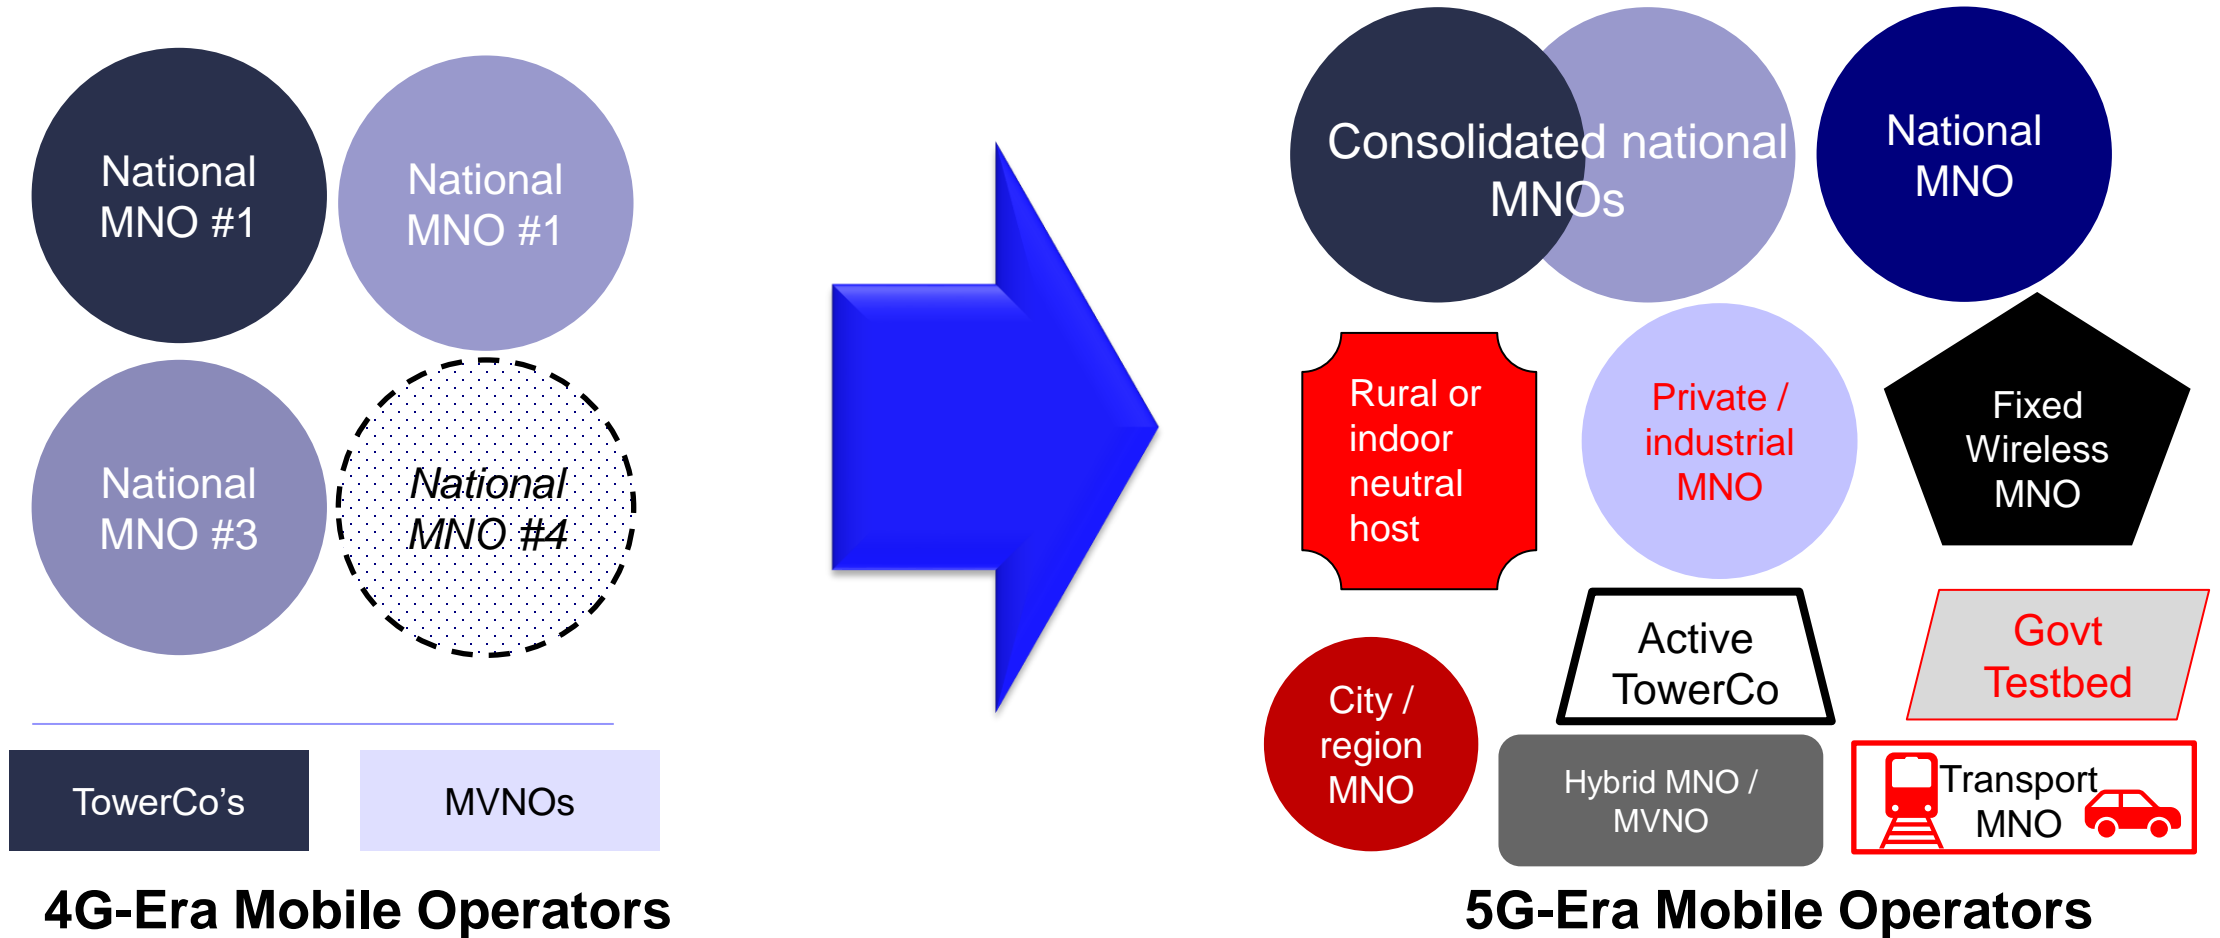 National
MNO #1
National
MNO #1
National
MNO #3
National
MNO #4
TowerCo’s
MVNOs
4G-Era Mobile Operators
Consolidated national
MNOs
National
MNO
Rural or
indoor
neutral
host
Private /
industrial
MNO
Fixed
Wireless
MNO
City /
region
MNO
Active
TowerCo
Govt
Testbed
Hybrid MNO /
MVNO
Transport
MNO
5G-Era Mobile Operators